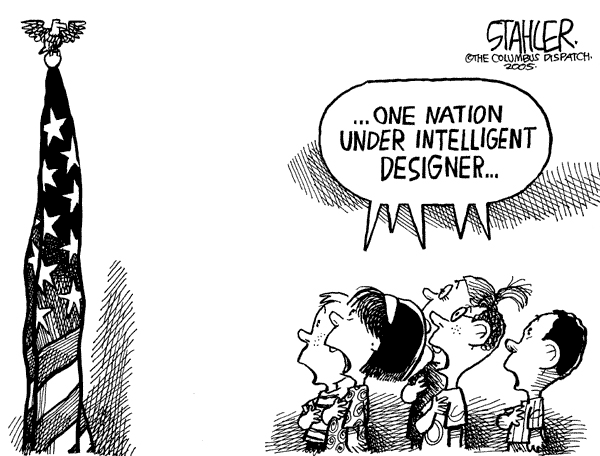 STAHLER.
©THE COLUMBUS DISPATCH.
2005.
...ONE NATION
UNDER INTELLIGENT
DESIGNER...